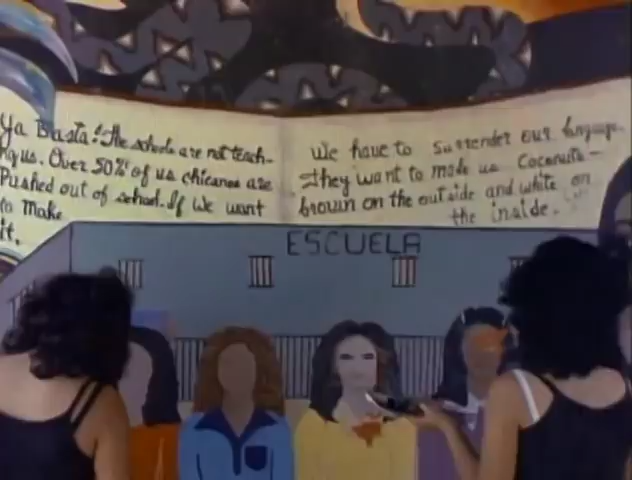 Ya Basta! The schools are not teach-
ing us. Over 50% of us chicanos are
Pushed out of school. If we want
to make
it,
We have to Surrender our language.
They want to made us Coconuts—
brown on the outside and white on
the inside.
ESCUELA